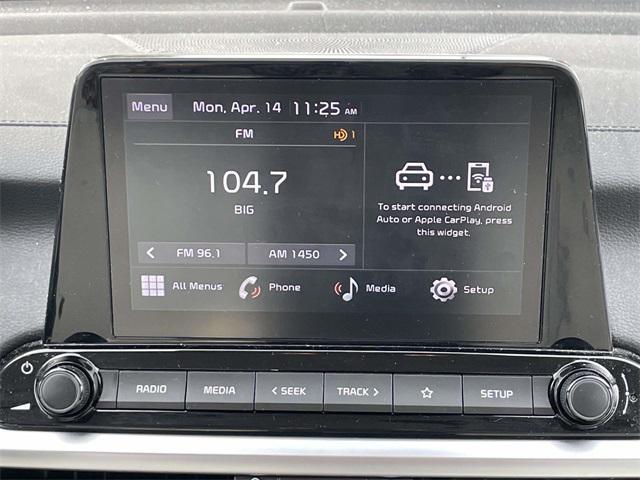 Menu Mon, Apr. 14 11:25 AM
FM HD 1
104.7
BIG
FM 96.1 AM 1450
To start connecting Android
Auto or Apple CarPlay, press
this widget.
All Menus Phone Media Setup
RADIO MEDIA < SEEK TRACK > SETUP